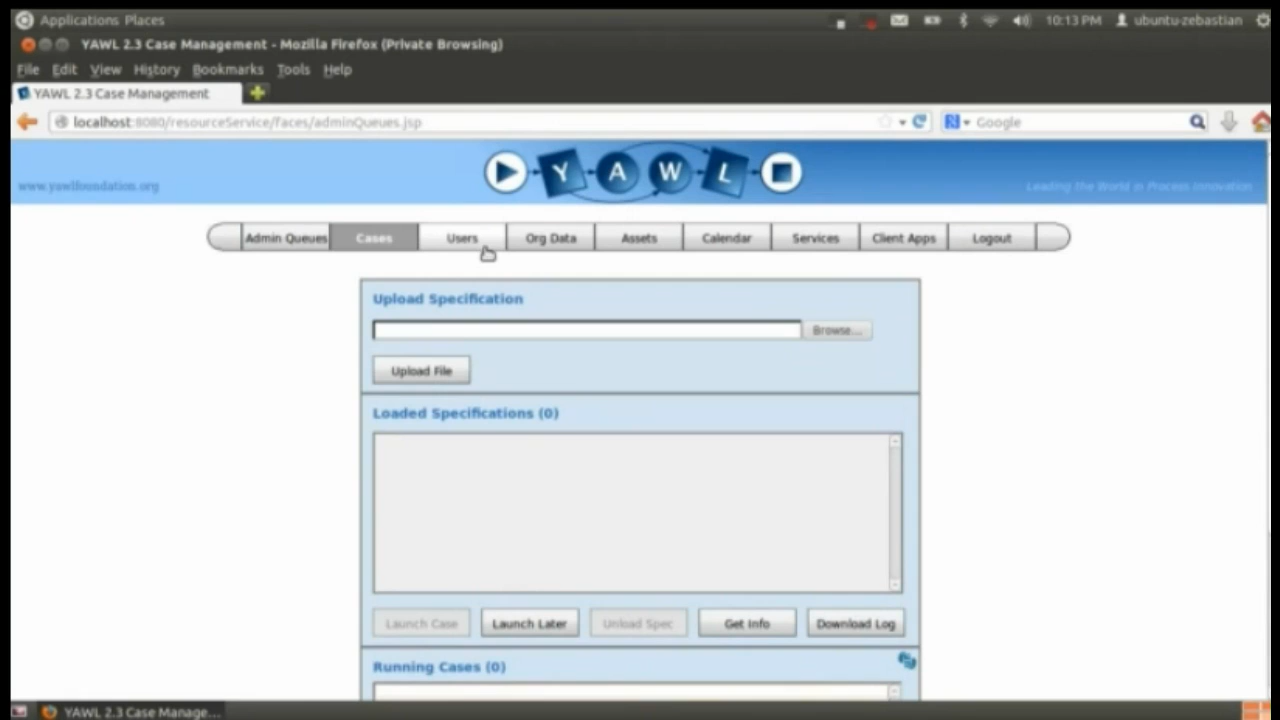 Applications Places 10:13 PM ubuntu-zebastian
YAWL 2.3 Case Management - Mozilla Firefox (Private Browsing)
File Edit View History Bookmarks Tools Help
YAWL 2.3 Case Management
localhost:8080/resourceService/faces/adminQueues.jsp Google
YAWL
www.yawlfoundation.org Leading the World in Process Innovation
Admin Queues Cases Users Org Data Assets Calendar Services Client Apps Logout
Upload Specification
Browse...
Upload File
Loaded Specifications (0)
Launch Case Launch Later Unload Spec Get Info Download Log
Running Cases (0)
YAWL 2.3 Case Manage...